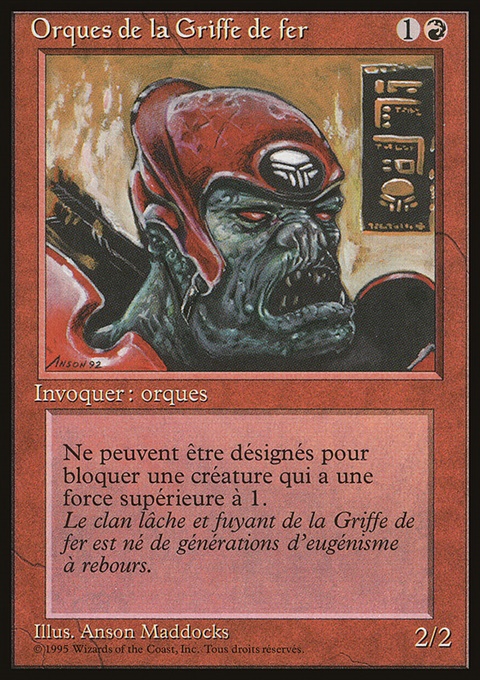 Orques de la Griffe de fer 1
ANSON 92
Invoquer : orques
Ne peuvent être désignés pour
bloquer une créature qui a une
force supérieure à 1.
Le clan lâche et fuyant de la Griffe de
fer est né de générations d'eugénisme
à rebours.
Illus. Anson Maddocks
©1995 Wizards of the Coast, Inc. Tous droits réservés.
2/2